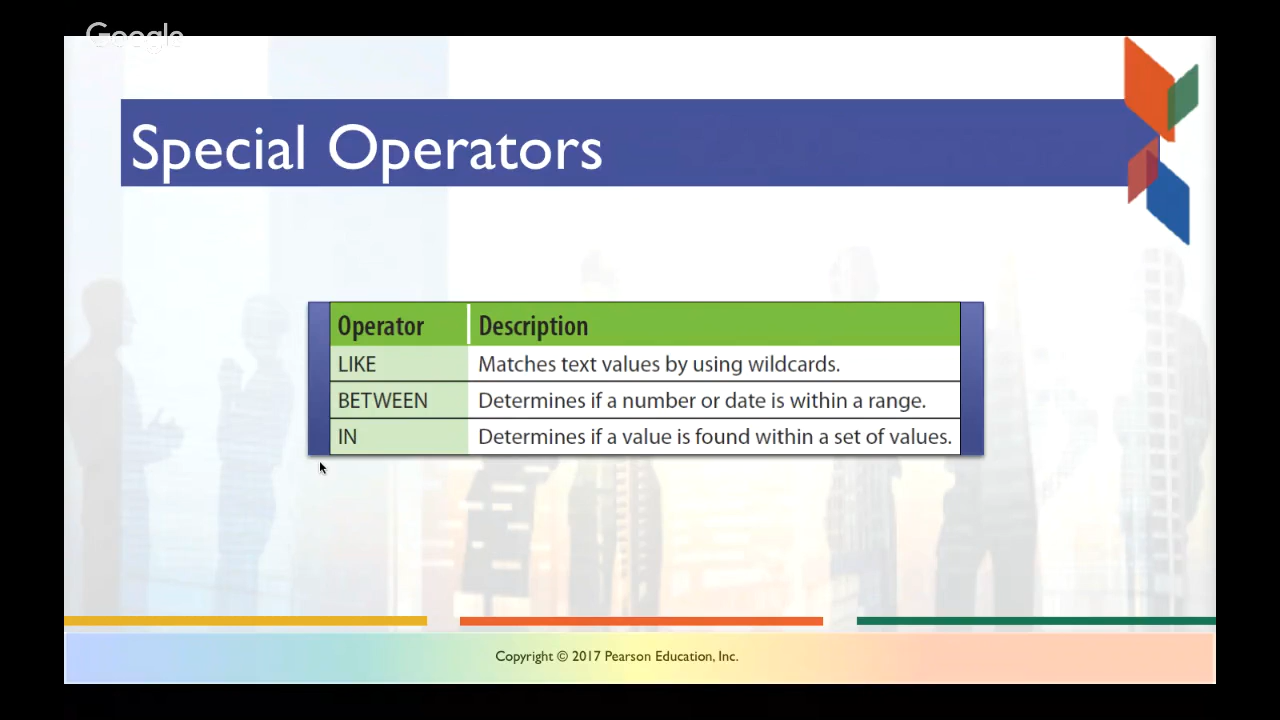 Google
Special Operators
Operator Description
LIKE Matches text values by using wildcards.
BETWEEN Determines if a number or date is within a range.
IN Determines if a value is found within a set of values.
Copyright © 2017 Pearson Education, Inc.